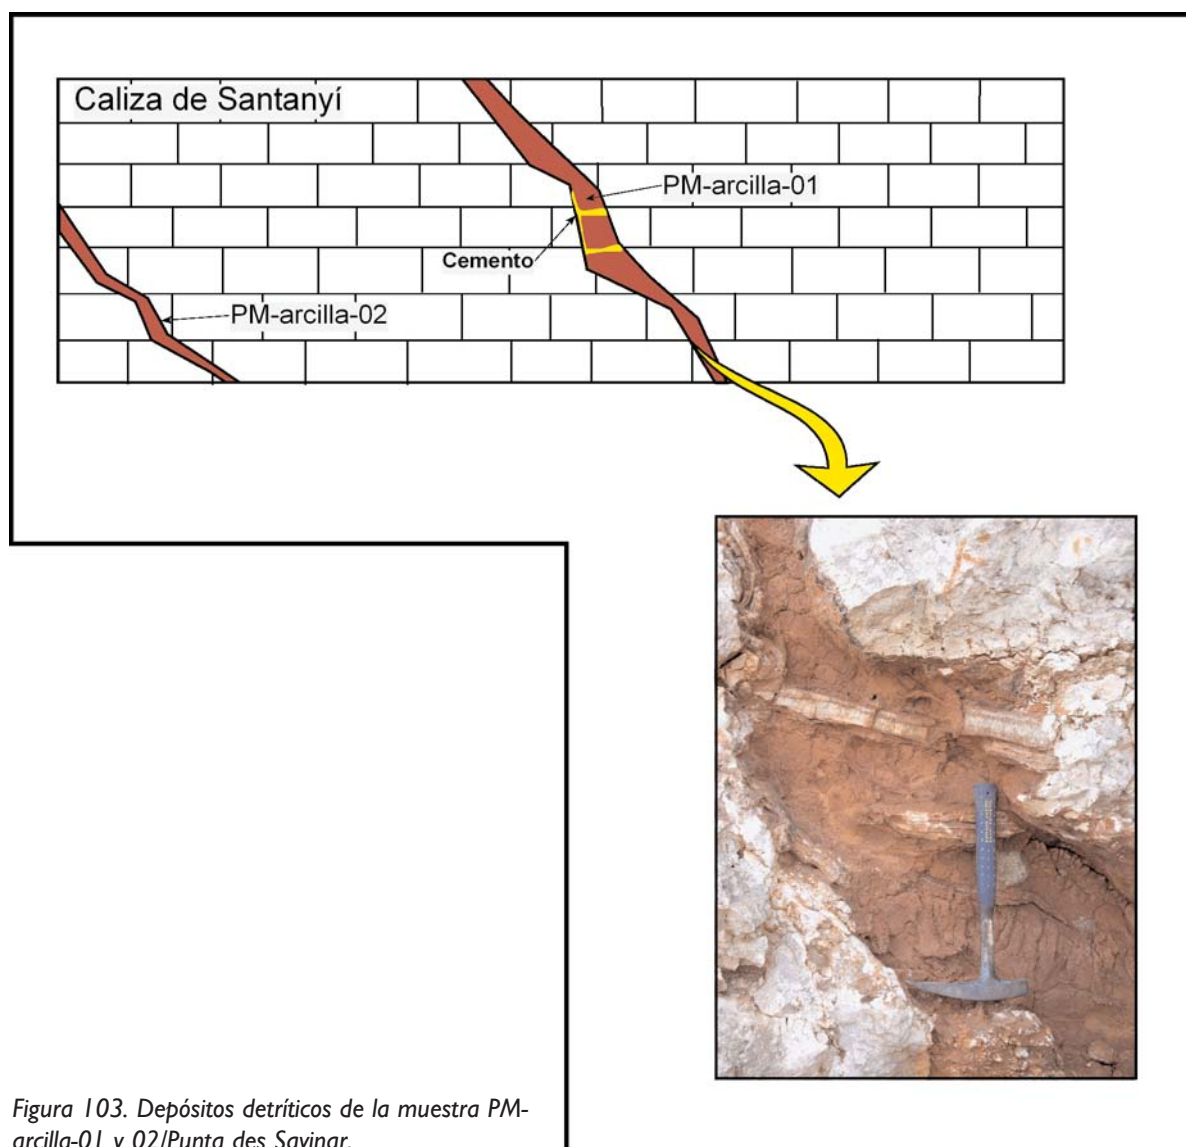 Caliza de Santanyí
PM-arcilla-01
Cemento
PM-arcilla-02
Figura 103. Depósitos detríticos de la muestra PM-
arcilla-01 y 02/Punta des Savinar.